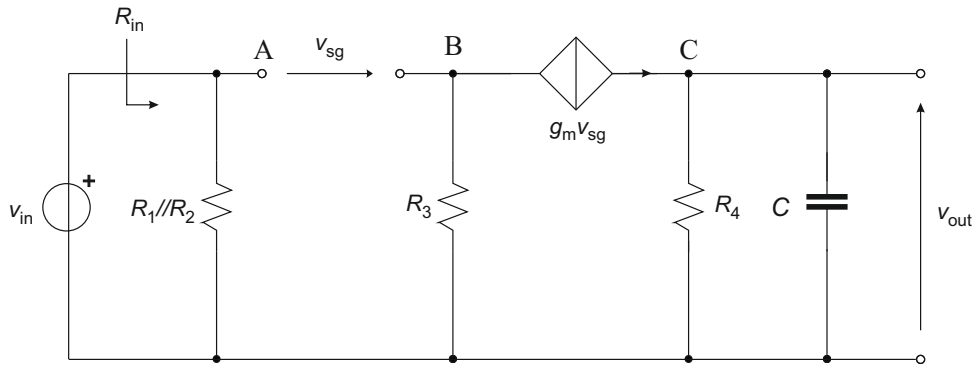 R_in
A
v_sg
B
C
g_m v_sg
+
v_in
R_1//R_2
R_3
R_4
C
v_out